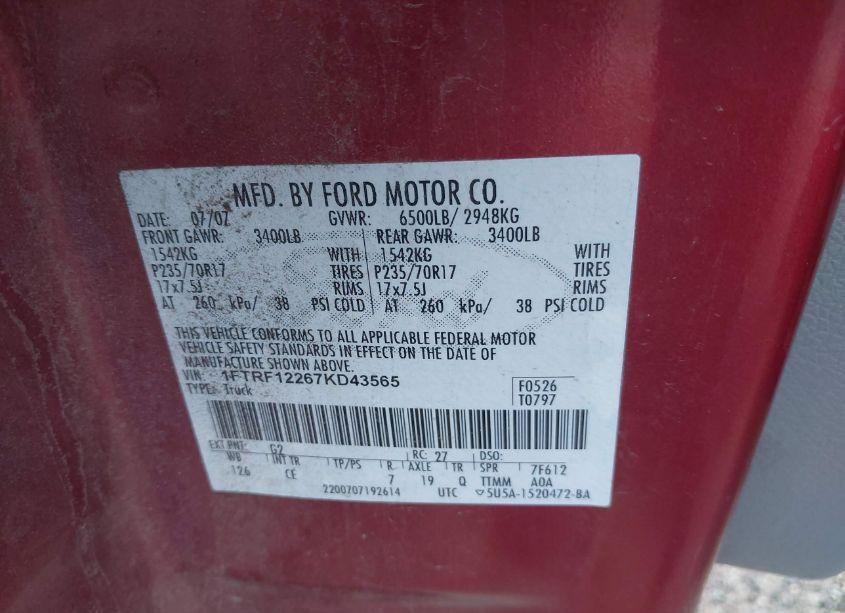 MFD. BY FORD MOTOR CO.
DATE: 07/07 GVWR: 6500LB/ 2948KG
FRONT GAWR: 3400LB REAR GAWR: 3400LB
1542KG WITH 1542KG WITH
P235/70R17 TIRES P235/70R17 TIRES
17x7.5J RIMS 17x7.5J RIMS
AT 260 kPa/ 38 PSI COLD AT 260 kPa/ 38 PSI COLD
THIS VEHICLE CONFORMS TO ALL APPLICABLE FEDERAL MOTOR
VEHICLE SAFETY STANDARDS IN EFFECT ON THE DATE OF
MANUFACTURE SHOWN ABOVE.
VIN: 1FTRF12267KD43565 F0526
TYPE: Truck T0797
EXT PNT: G2 RC: 27 DSO:
WB INT TR TP/PS R AXLE TR SPR 7F612
126 CE 7 19 Q TTMM A0A
2200707192614 UTC ▽5U5A-1520472-BA